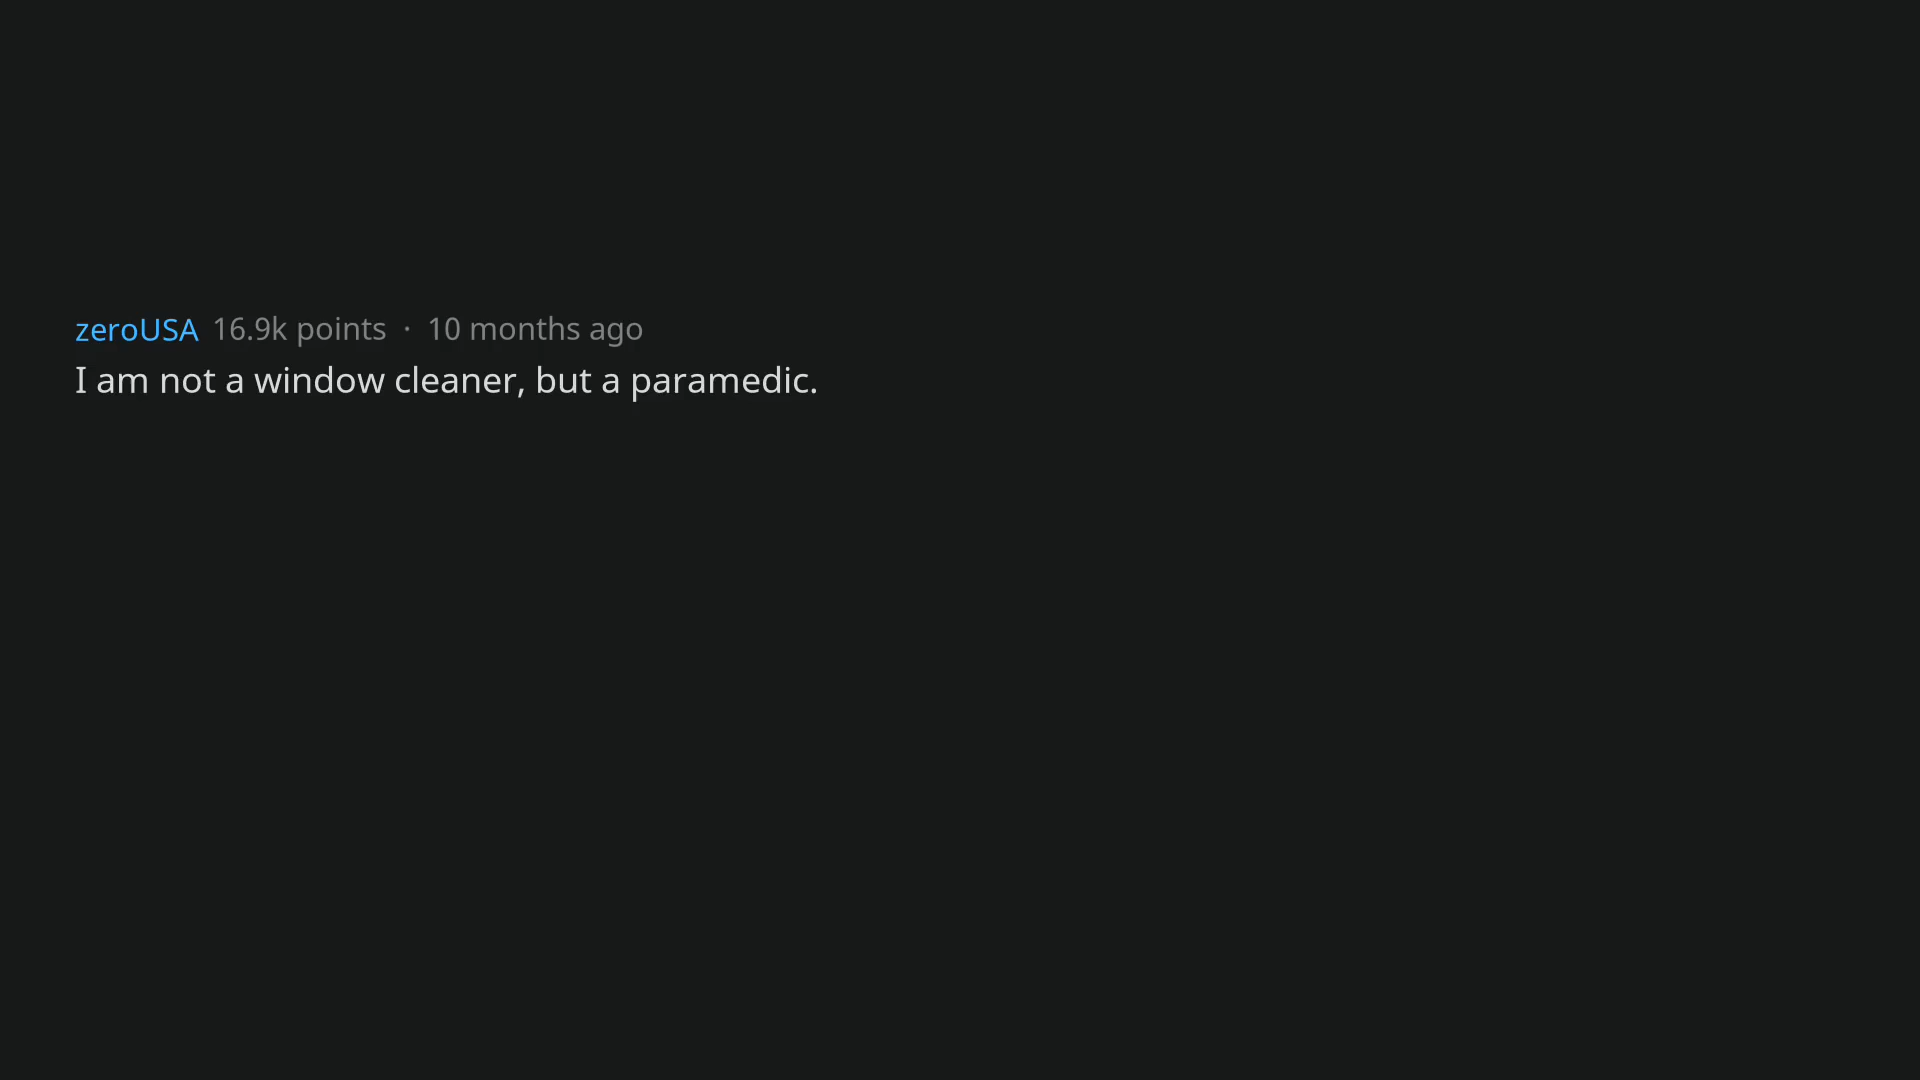 zeroUSA 16.9k points · 10 months ago
I am not a window cleaner, but a paramedic.